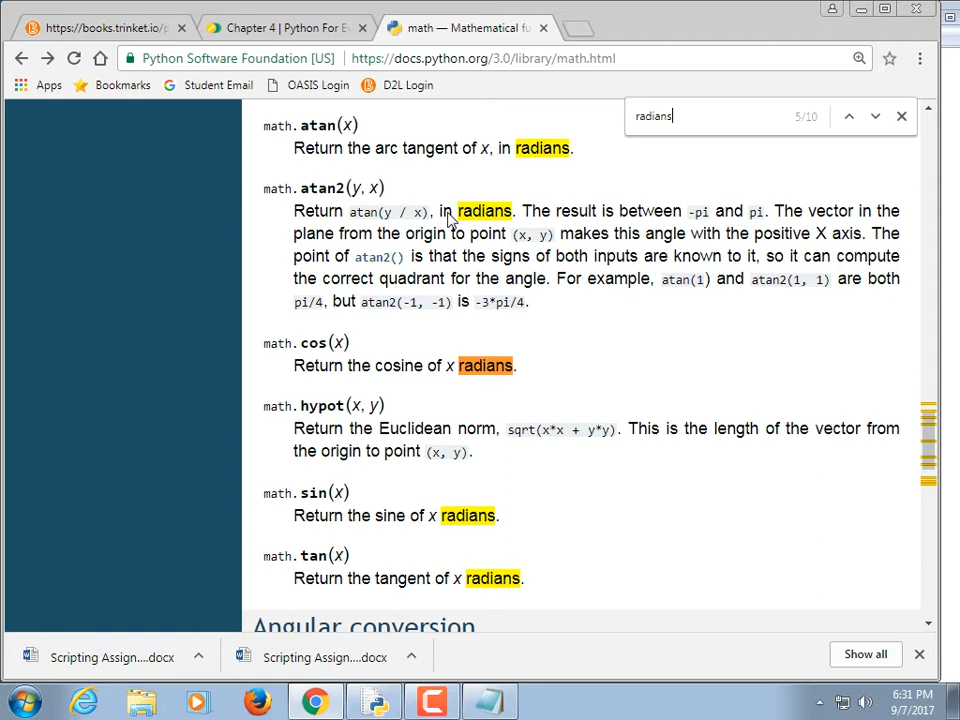 https://books.trinket.io/p
Chapter 4 | Python For E
math — Mathematical fu
Python Software Foundation [US]
https://docs.python.org/3.0/library/math.html
Apps
Bookmarks
Student Email
OASIS Login
D2L Login
radians
5/10
math.atan(x)
Return the arc tangent of x, in radians.
math.atan2(y, x)
Return atan(y / x), in radians. The result is between -pi and pi. The vector in the
plane from the origin to point (x, y) makes this angle with the positive X axis. The
point of atan2() is that the signs of both inputs are known to it, so it can compute
the correct quadrant for the angle. For example, atan(1) and atan2(1, 1) are both
pi/4, but atan2(-1, -1) is -3*pi/4.
math.cos(x)
Return the cosine of x radians.
math.hypot(x, y)
Return the Euclidean norm, sqrt(x*x + y*y). This is the length of the vector from
the origin to point (x, y).
math.sin(x)
Return the sine of x radians.
math.tan(x)
Return the tangent of x radians.
Angular conversion
Scripting Assign....docx
Scripting Assign....docx
Show all
6:31 PM
9/7/2017